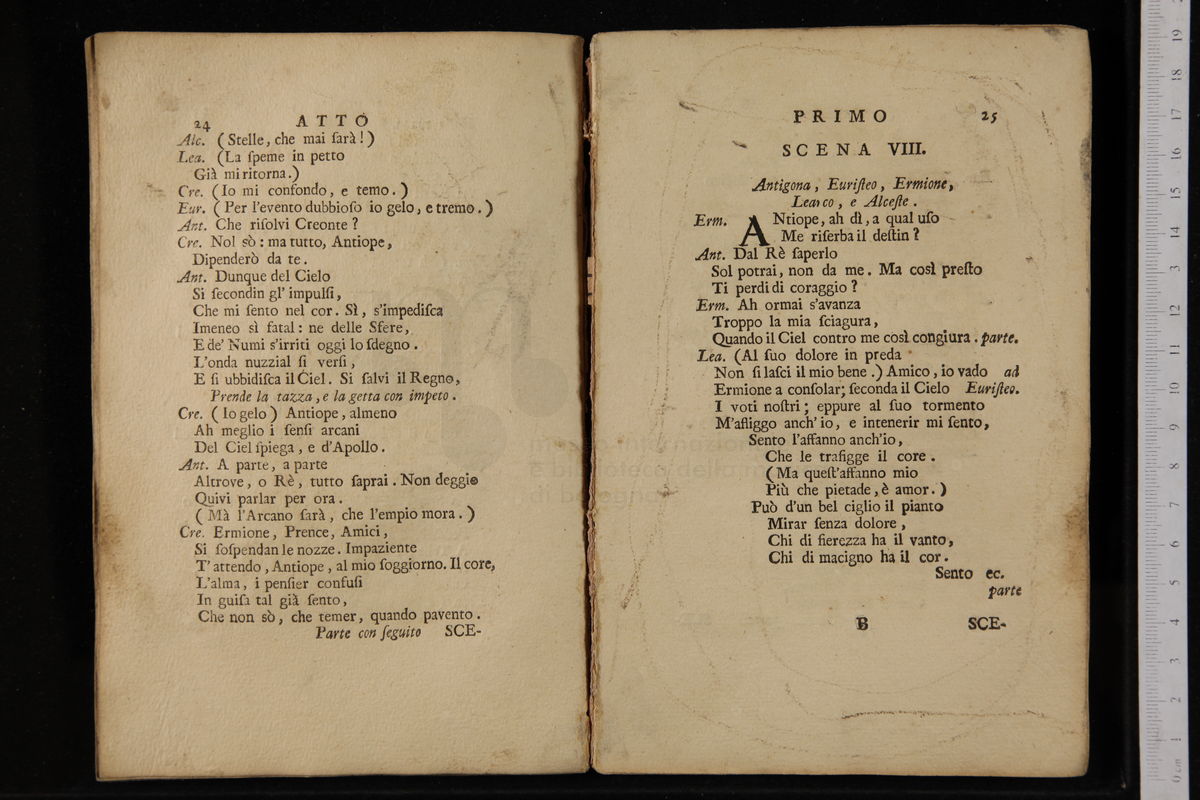 24 ATTO
Alc. (Stelle, che mai ſarà!)
Lea. (La ſpeme in petto
Già mi ritorna.)
Cre. (Io mi confondo, e temo.)
Eur. (Per l'evento dubbioſo io gelo, e tremo.)
Ant. Che riſolvi Creonte?
Cre. Nol sò: ma tutto, Antiope,
Dipenderò da te.
Ant. Dunque del Cielo
Si ſecondin gl' impulſi,
Che mi ſento nel cor. Sì, s'impediſca
Imeneo sì fatal: ne delle Sfere,
E de' Numi s'irriti oggi lo ſdegno.
L'onda nuzzial ſi verſi,
E ſi ubbidiſca il Ciel. Si ſalvi il Regno,
Prende la tazza, e la getta con impeto.
Cre. (Io gelo) Antiope, almeno
Ah meglio i ſenſi arcani
Del Ciel ſpiega, e d'Apollo.
Ant. A parte, a parte
Altrove, o Rè, tutto ſaprai. Non deggio
Quivi parlar per ora.
(Mà l'Arcano ſarà, che l'empio mora.)
Cre. Ermione, Prence, Amici,
Si ſoſpendan le nozze. Impaziente
T' attendo, Antiope, al mio ſoggiorno. Il core,
L'alma, i penſier confuſi
In guiſa tal già ſento,
Che non sò, che temer, quando pavento.
Parte con ſeguito SCE-
PRIMO 25
SCENA VIII.
Antigona, Euriſteo, Ermione,
Learco, e Alceſte.
Erm. ANtiope, ah dì, a qual uſo
Me riſerba il deſtin?
Ant. Dal Rè ſaperlo
Sol potrai, non da me. Ma così preſto
Ti perdi di coraggio?
Erm. Ah ormai s'avanza
Troppo la mia ſciagura,
Quando il Ciel contro me così congiura. parte.
Lea. (Al ſuo dolore in preda
Non ſi laſci il mio bene.) Amico, io vado ad
Ermione a conſolar; ſeconda il Cielo Euriſteo.
I voti noſtri; eppure al ſuo tormento
M'afliggo anch' io, e intenerir mi ſento,
Sento l'affanno anch'io,
Che le trafigge il core.
(Ma queſt'affanno mio
Più che pietade, è amor.)
Può d'un bel ciglio il pianto
Mirar ſenza dolore,
Chi di fierezza ha il vanto,
Chi di macigno ha il cor.
Sento ec.
parte
B SCE-